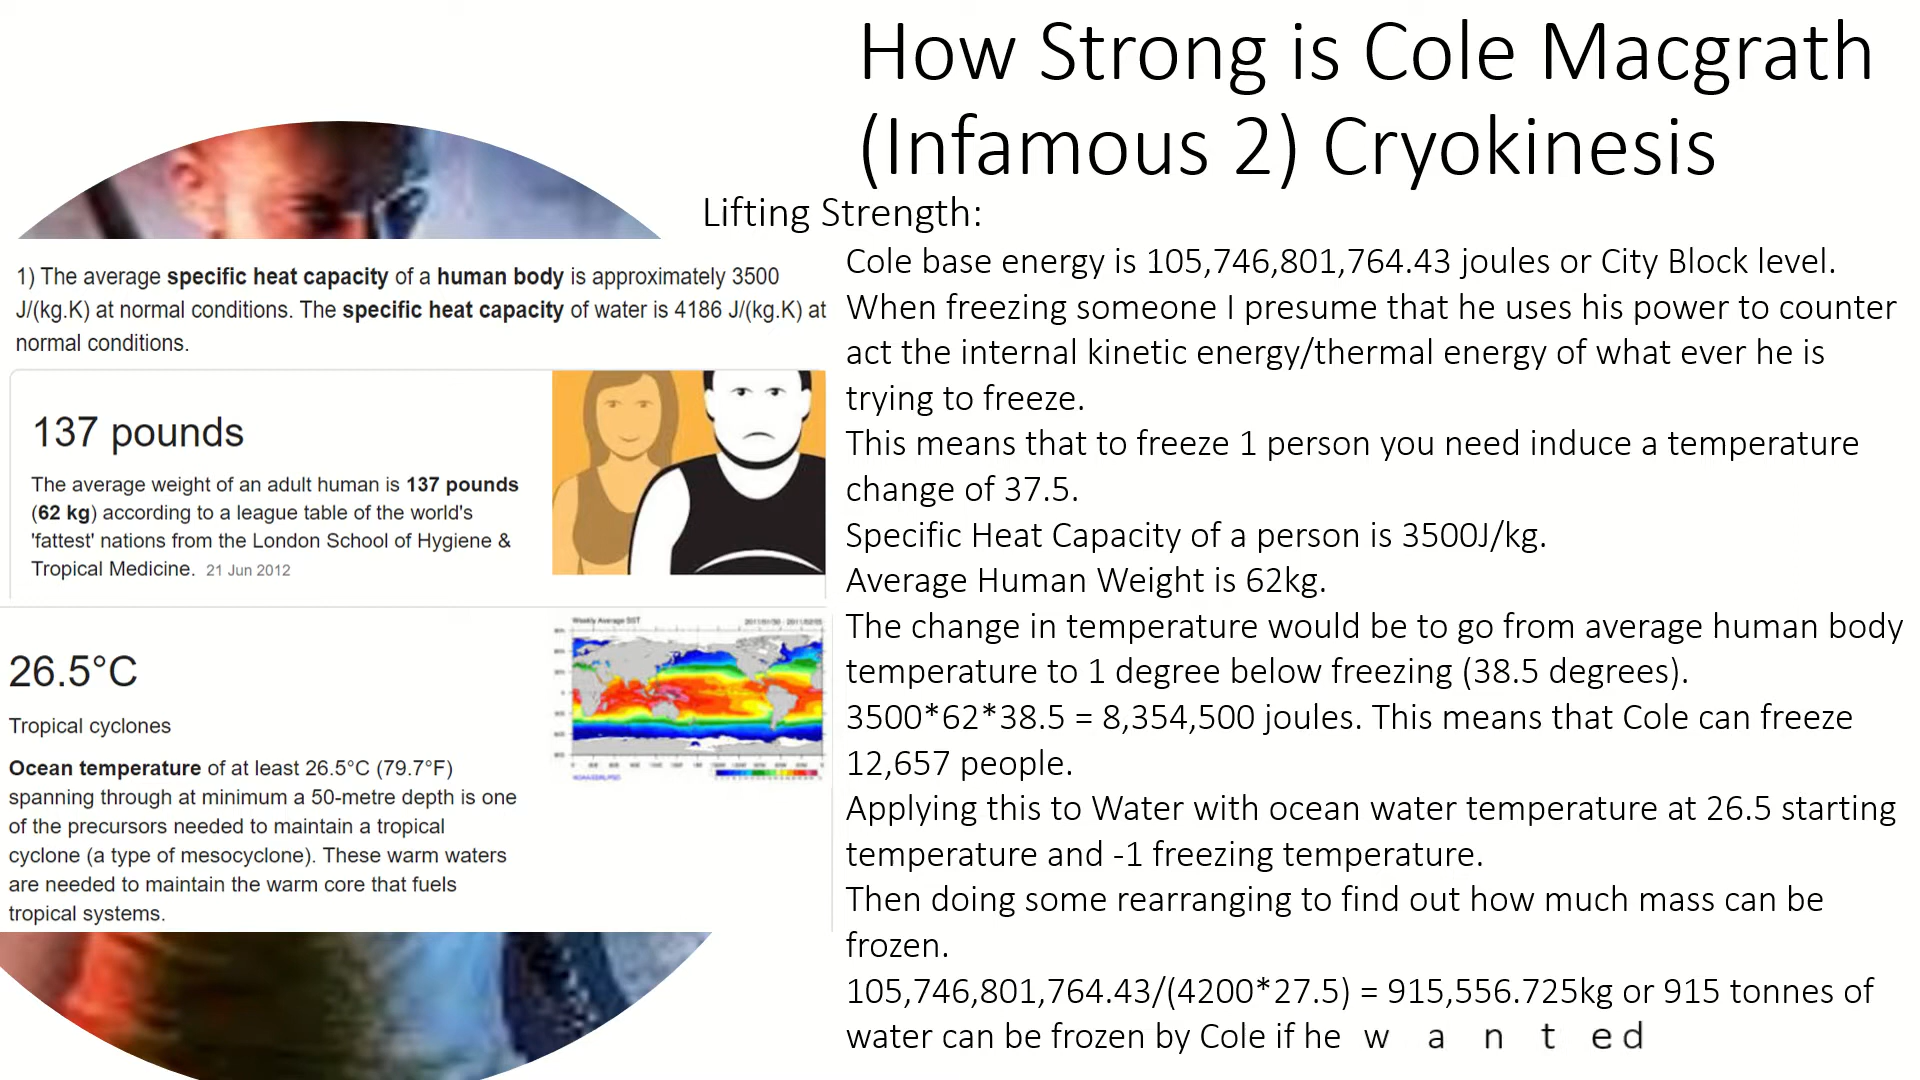 How Strong is Cole Macgrath
(Infamous 2) Cryokinesis
Lifting Strength:
Cole base energy is 105,746,801,764.43 joules or City Block level.
When freezing someone I presume that he uses his power to counter
act the internal kinetic energy/thermal energy of what ever he is
trying to freeze.
This means that to freeze 1 person you need induce a temperature
change of 37.5.
Specific Heat Capacity of a person is 3500J/kg.
Average Human Weight is 62kg.
The change in temperature would be to go from average human body
temperature to 1 degree below freezing (38.5 degrees).
3500*62*38.5 = 8,354,500 joules. This means that Cole can freeze
12,657 people.
Applying this to Water with ocean water temperature at 26.5 starting
temperature and -1 freezing temperature.
Then doing some rearranging to find out how much mass can be
frozen.
105,746,801,764.43/(4200*27.5) = 915,556.725kg or 915 tonnes of
water can be frozen by Cole if he w a n t e d
1) The average specific heat capacity of a human body is approximately 3500
J/(kg.K) at normal conditions. The specific heat capacity of water is 4186 J/(kg.K) at
normal conditions.
137 pounds
The average weight of an adult human is 137 pounds
(62 kg) according to a league table of the world's
'fattest' nations from the London School of Hygiene &
Tropical Medicine. 21 Jun 2012
26.5°C
Tropical cyclones
Ocean temperature of at least 26.5°C (79.7°F)
spanning through at minimum a 50-metre depth is one
of the precursors needed to maintain a tropical
cyclone (a type of mesocyclone). These warm waters
are needed to maintain the warm core that fuels
tropical systems.
Weekly Average SST